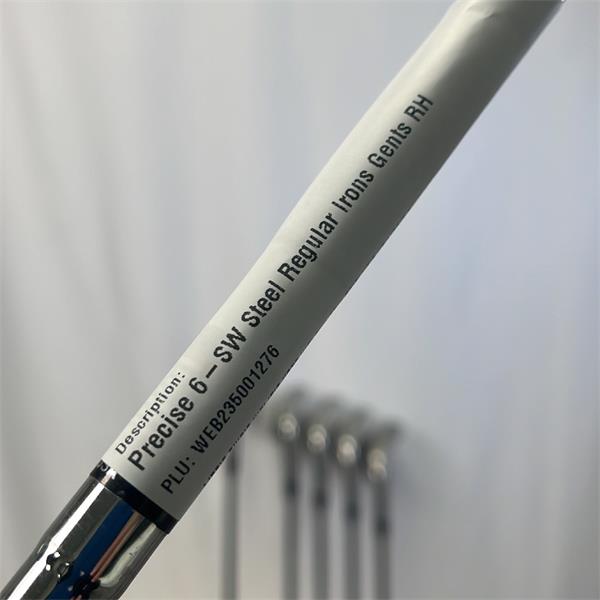 Description:
Precise 6 – SW Steel Regular Irons Gents RH
PLU: WEB235001276